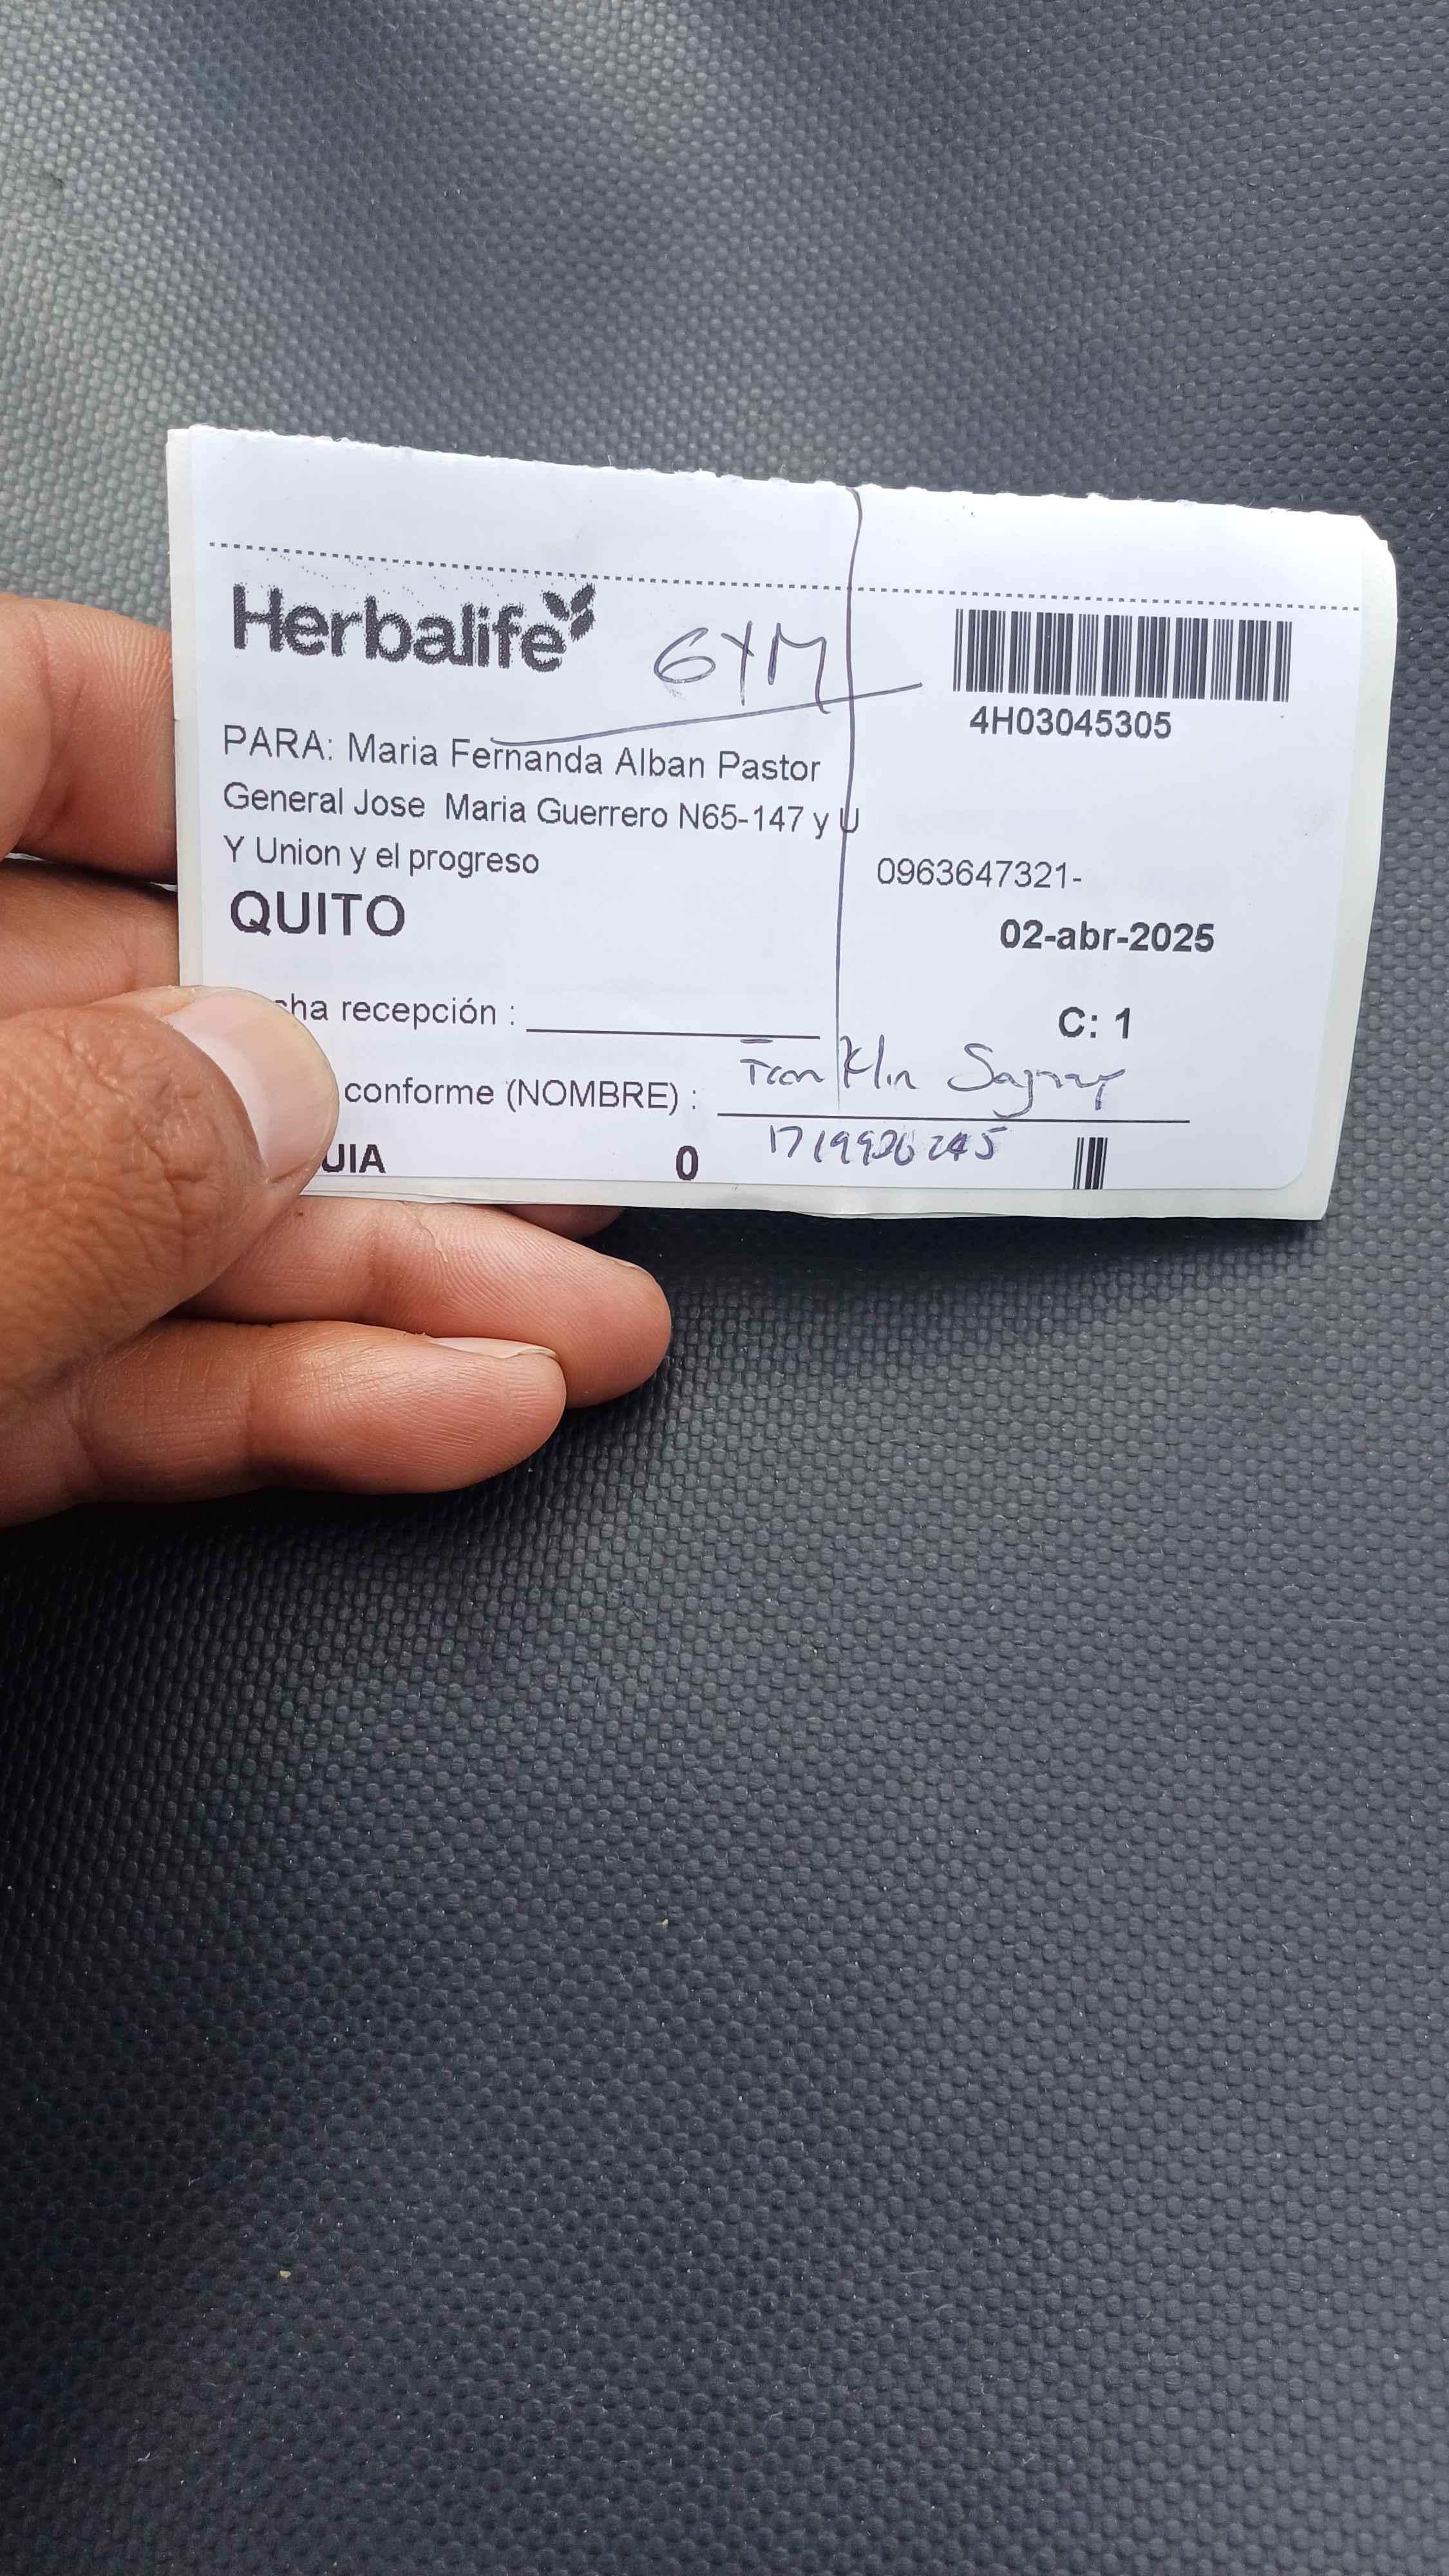 Herbalife
GYM
4H03045305
PARA: Maria Fernanda Alban Pastor
General Jose Maria Guerrero N65-147 y U
Y Union y el progreso
0963647321-
QUITO
02-abr-2025
cha recepción :
C: 1
conforme (NOMBRE) :
Franklin
UIA
0